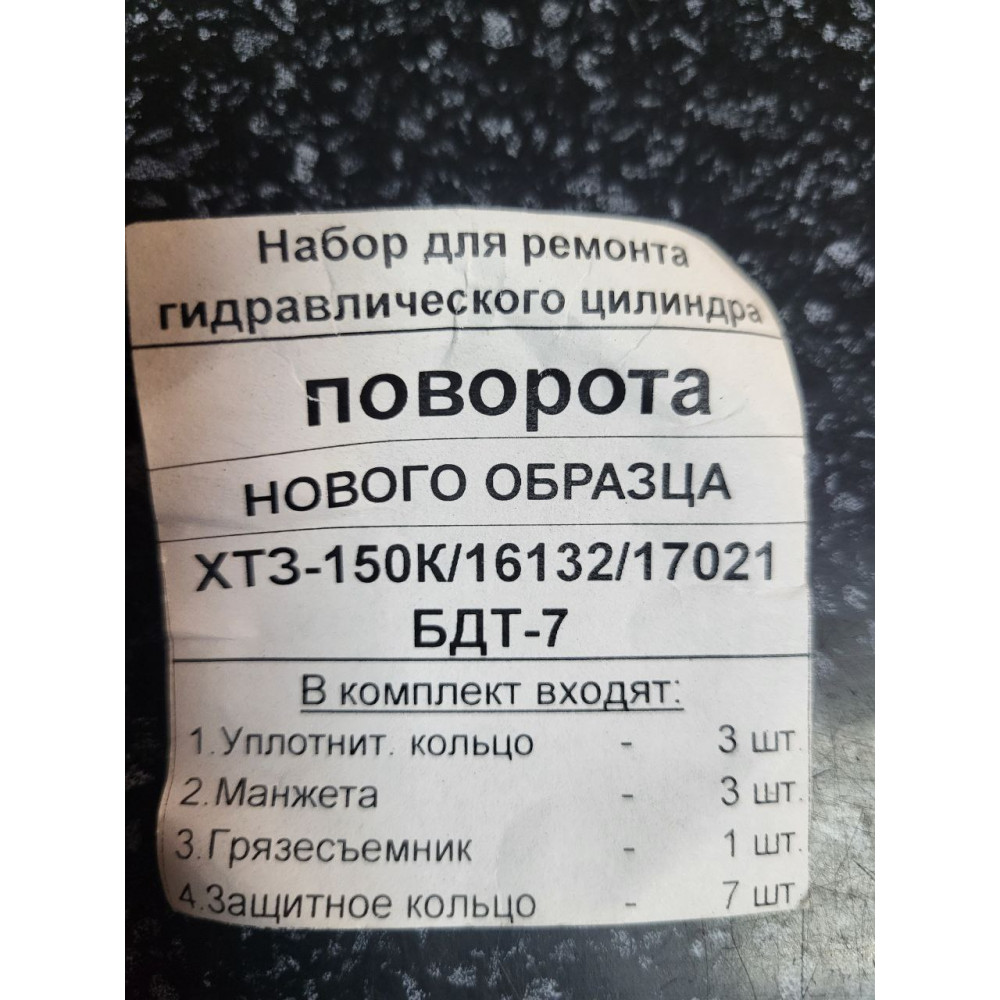 Набор для ремонта
гидравлического цилиндра
поворота
НОВОГО ОБРАЗЦА
ХТЗ-150К/16132/17021
БДТ-7
В комплект входят:
1.Уплотнит. кольцо - 3 шт.
2.Манжета - 3 шт.
3.Грязесъемник - 1 шт.
4.Защитное кольцо - 7 шт